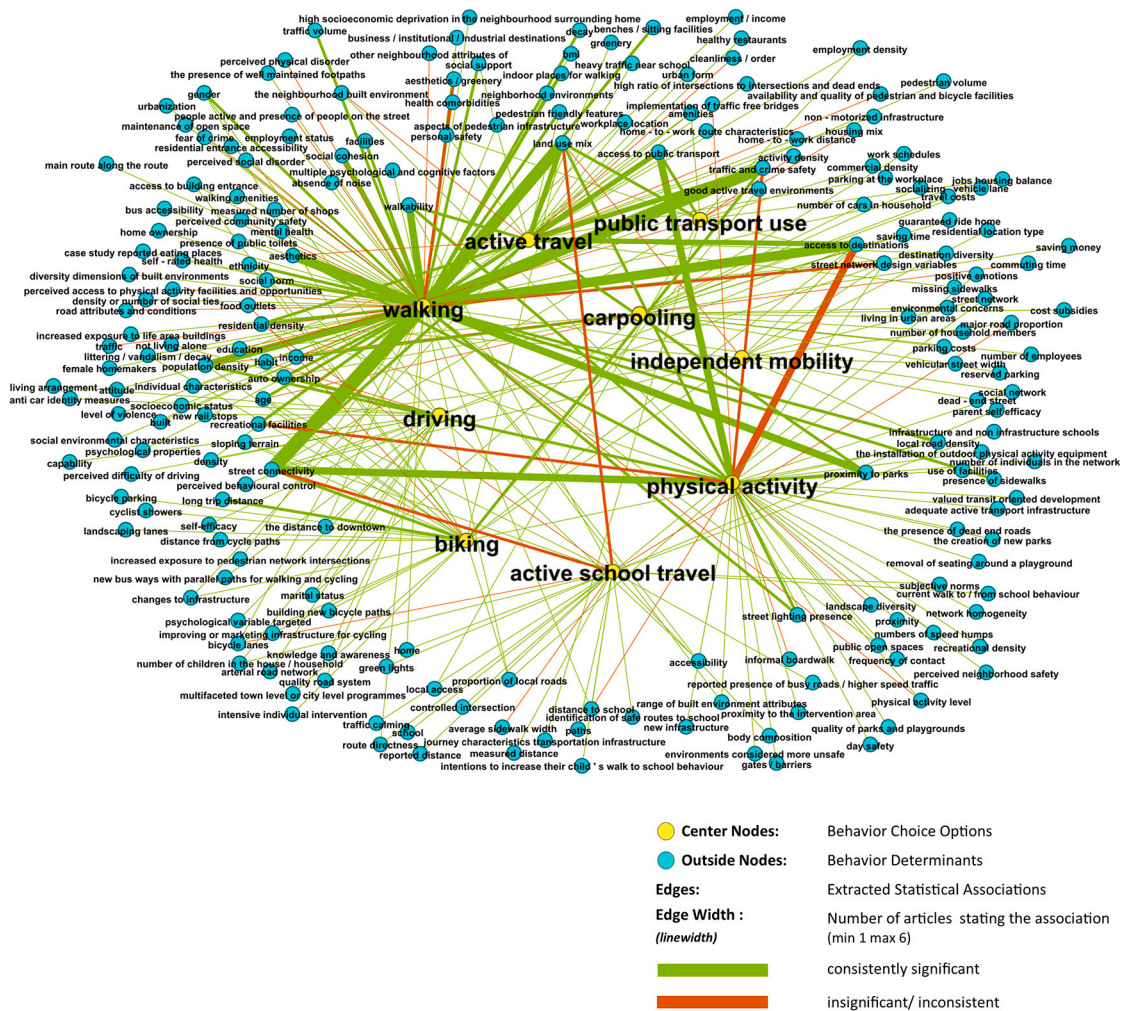 high socioeconomic deprivation in the neighbourhood surrounding home
employment / income
traffic volume
decay
benches / sitting facilities
business / institutional / industrial destinations
greenery
healthy restaurants
employment density
perceived physical disorder
other neighbourhood attributes of
bmi
heavy traffic near school
cleanliness / order
social support
the presence of well maintained footpaths
aesthetics / greenery
indoor places for walking
urban form
pedestrian volume
high ratio of intersections to intersections and dead ends
gender
the neighbourhood built environment
neighborhood environments
availability and quality of pedestrian and bicycle facilities
urbanization
health comorbidities
implementation of traffic free bridges
people active and presence of people on the street
pedestrian friendly features
amenities
non - motorized infrastructure
maintenance of open space
aspects of pedestrian infrastructure
workplace location
housing mix
fear of crime
employment status
personal safety
home - to - work route characteristics
facilities
land use mix
home - to - work distance
residential entrance accessibility
social cohesion
access to public transport
activity density
work schedules
main route along the route
perceived social disorder
multiple psychological and cognitive factors
traffic and crime safety
commercial density
absence of noise
parking at the workplace
jobs housing balance
access to building entrance
good active travel environments
socializing
vehicle lane
walking amenities
walkability
travel costs
bus accessibility
measured number of shops
number of cars in household
perceived community safety
public transport use
guaranteed ride home
home ownership
mental health
active travel
saving time
residential location type
presence of public toilets
access to destinations
saving money
case study reported eating places
aesthetics
destination diversity
self - rated health
ethnicity
street network design variables
commuting time
diversity dimensions of built environments
social norm
positive emotions
missing sidewalks
perceived access to physical activity facilities and opportunities
street network
density or number of social ties
food outlets
walking
environmental concerns
cost subsidies
road attributes and conditions
carpooling
living in urban areas
residential density
major road proportion
number of household members
increased exposure to life area buildings
traffic
not living alone
education
parking costs
number of employees
littering / vandalism / decay
habit
income
independent mobility
vehicular street width
female homemakers
population density
reserved parking
auto ownership
living arrangement
attitude
individual characteristics
social network
anti car identity measures
age
dead - end street
socioeconomic status
parent self efficacy
level of violence
new rail stops
driving
built
recreational facilities
infrastructure and non infrastructure schools
social environmental characteristics
sloping terrain
local road density
psychological properties
the installation of outdoor physical activity equipment
capability
density
number of individuals in the network
street connectivity
proximity to parks
use of facilities
perceived difficulty of driving
presence of sidewalks
perceived behavioural control
physical activity
bicycle parking
long trip distance
valued transit oriented development
cyclist showers
adequate active transport infrastructure
landscaping lanes
self-efficacy
the distance to downtown
the presence of dead end roads
distance from cycle paths
biking
the creation of new parks
increased exposure to pedestrian network intersections
removal of seating around a playground
active school travel
new bus ways with parallel paths for walking and cycling
subjective norms
marital status
current walk to / from school behaviour
changes to infrastructure
landscape diversity
building new bicycle paths
street lighting presence
network homogeneity
psychological variable targeted
proximity
improving or marketing infrastructure for cycling
numbers of speed humps
bicycle lanes
public open spaces
recreational density
knowledge and awareness
home
accessibility
informal boardwalk
frequency of contact
number of children in the house / household
green lights
arterial road network
perceived neighborhood safety
quality road system
proportion of local roads
reported presence of busy roads / higher speed traffic
multifaceted town level or city level programmes
local access
physical activity level
controlled intersection
distance to school
range of built environment attributes
intensive individual intervention
identification of safe routes to school
proximity to the intervention area
traffic calming
average sidewalk width
paths
new infrastructure
quality of parks and playgrounds
school
body composition
route directness
journey characteristics transportation infrastructure
day safety
reported distance
measured distance
environments considered more unsafe
intentions to increase their child ' s walk to school behaviour
gates / barriers
Center Nodes: Behavior Choice Options
Outside Nodes: Behavior Determinants
Edges: Extracted Statistical Associations
Edge Width : Number of articles stating the association
(linewidth) (min 1 max 6)
consistently significant
insignificant/ inconsistent